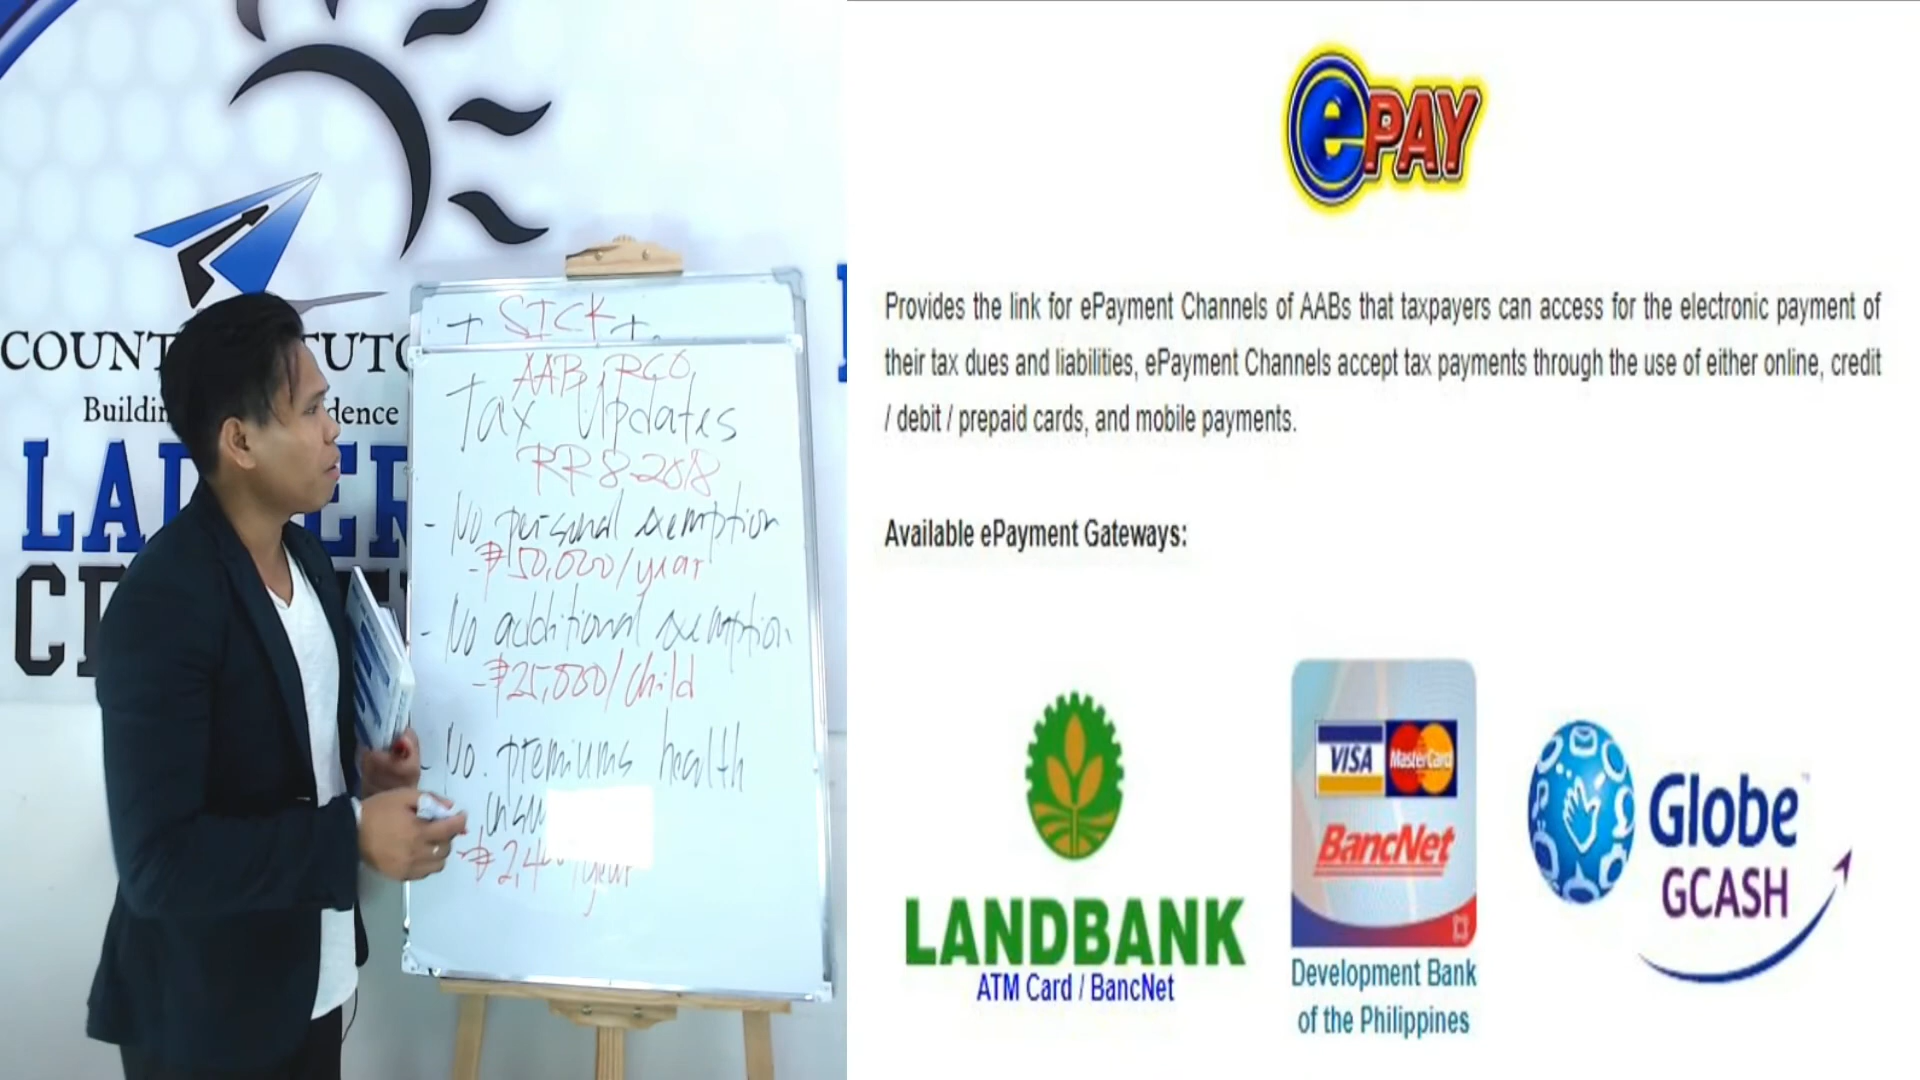 COUNT
TUTO
Buildin
dence
LAD
ER
CE
+ SICK +
AAB RCO
Tax Updates
RR 8-2018
- No personal exemption
- ₱50,000/year
- No additional exemption
- ₱25,000/child
- No. premiums health
- ₱2,4 /year
ePAY
Provides the link for ePayment Channels of AABs that taxpayers can access for the electronic payment of
their tax dues and liabilities, ePayment Channels accept tax payments through the use of either online, credit
/ debit / prepaid cards, and mobile payments.
Available ePayment Gateways:
LANDBANK
ATM Card / BancNet
VISA MasterCard
BancNet
Development Bank
of the Philippines
Globe
GCASH